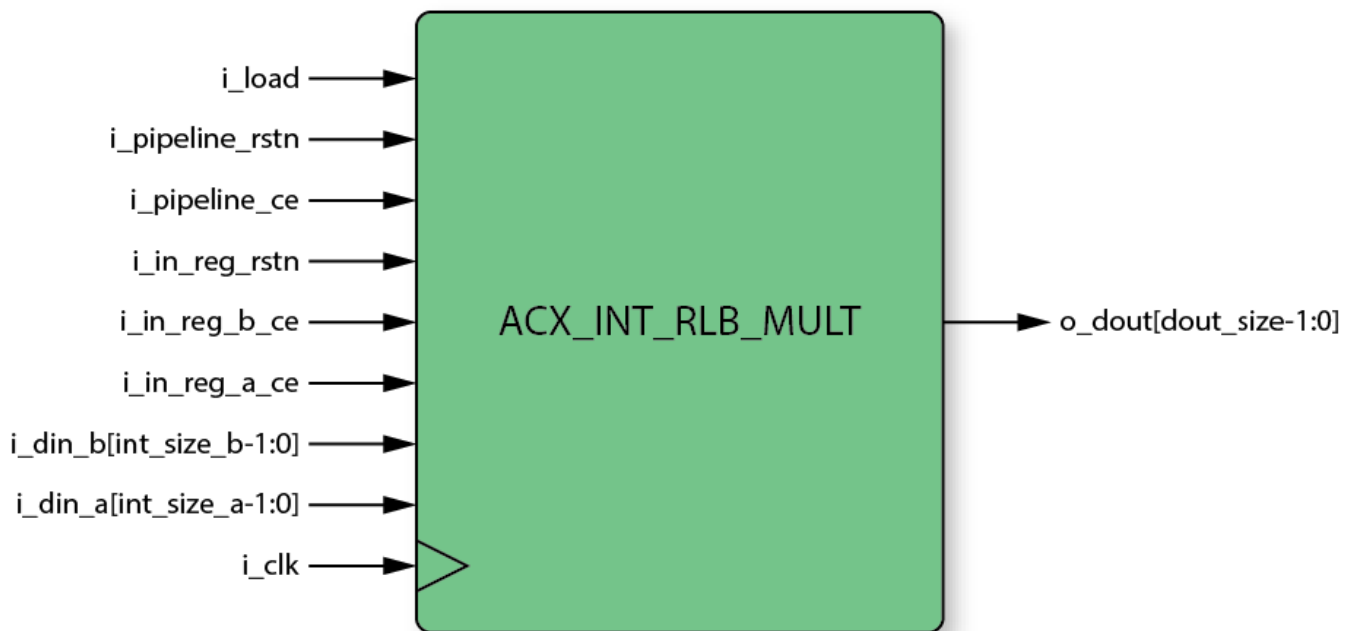 i_load
i_pipeline_rstn
i_pipeline_ce
i_in_reg_rstn
i_in_reg_b_ce
i_in_reg_a_ce
i_din_b[int_size_b-1:0]
i_din_a[int_size_a-1:0]
i_clk
ACX_INT_RLB_MULT
o_dout[dout_size-1:0]